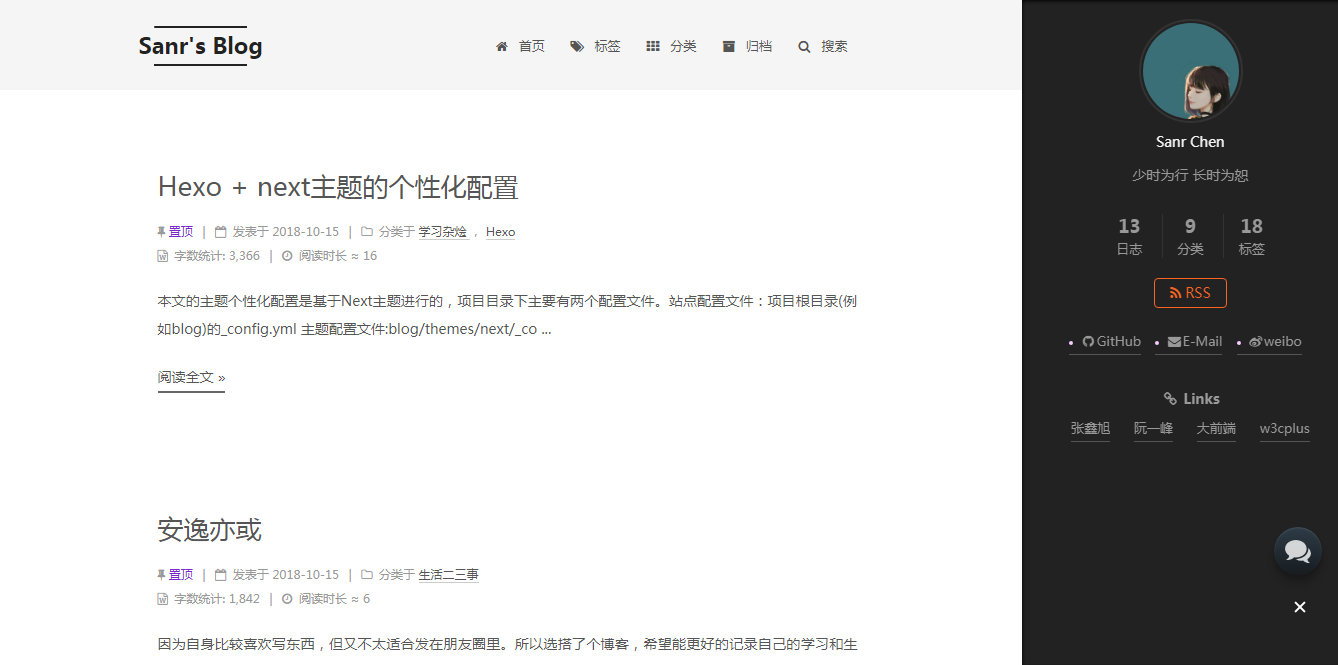 Sanr's Blog
首页 标签 分类 归档 搜索
Hexo + next主题的个性化配置
置顶 | 发表于 2018-10-15 | 分类于 学习杂烩 , Hexo
字数统计: 3,366 | 阅读时长 ≈ 16
本文的主题个性化配置是基于Next主题进行的，项目目录下主要有两个配置文件。站点配置文件：项目根目录(例
如blog)的_config.yml 主题配置文件:blog/themes/next/_co ...
阅读全文 »
安逸亦或
置顶 | 发表于 2018-10-15 | 分类于 生活二三事
字数统计: 1,842 | 阅读时长 ≈ 6
因为自身比较喜欢写东西，但又不太适合发在朋友圈里。所以选搭了个博客，希望能更好的记录自己的学习和生
Sanr Chen
少时为行 长时为恕
13 9 18
日志 分类 标签
RSS
GitHub E-Mail weibo
Links
张鑫旭 阮一峰 大前端 w3cplus